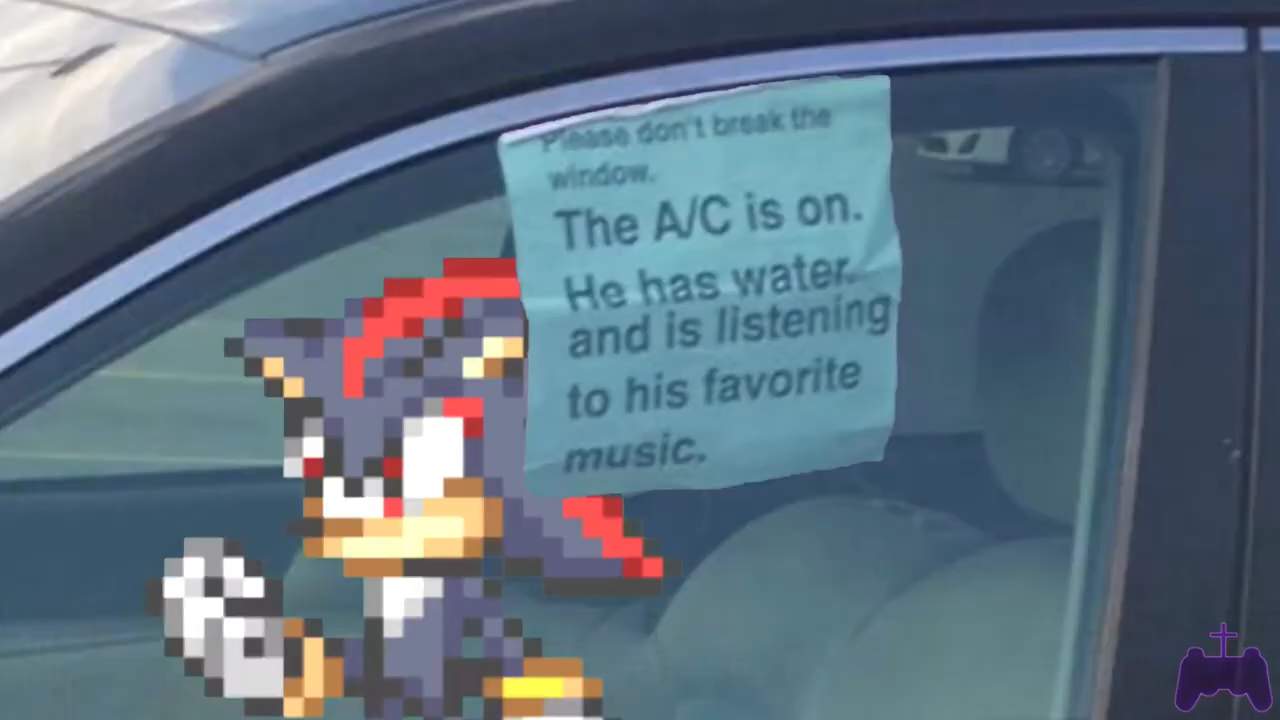 Please don't break the
window.
The A/C is on.
He has water.
and is listening
to his favorite
music.